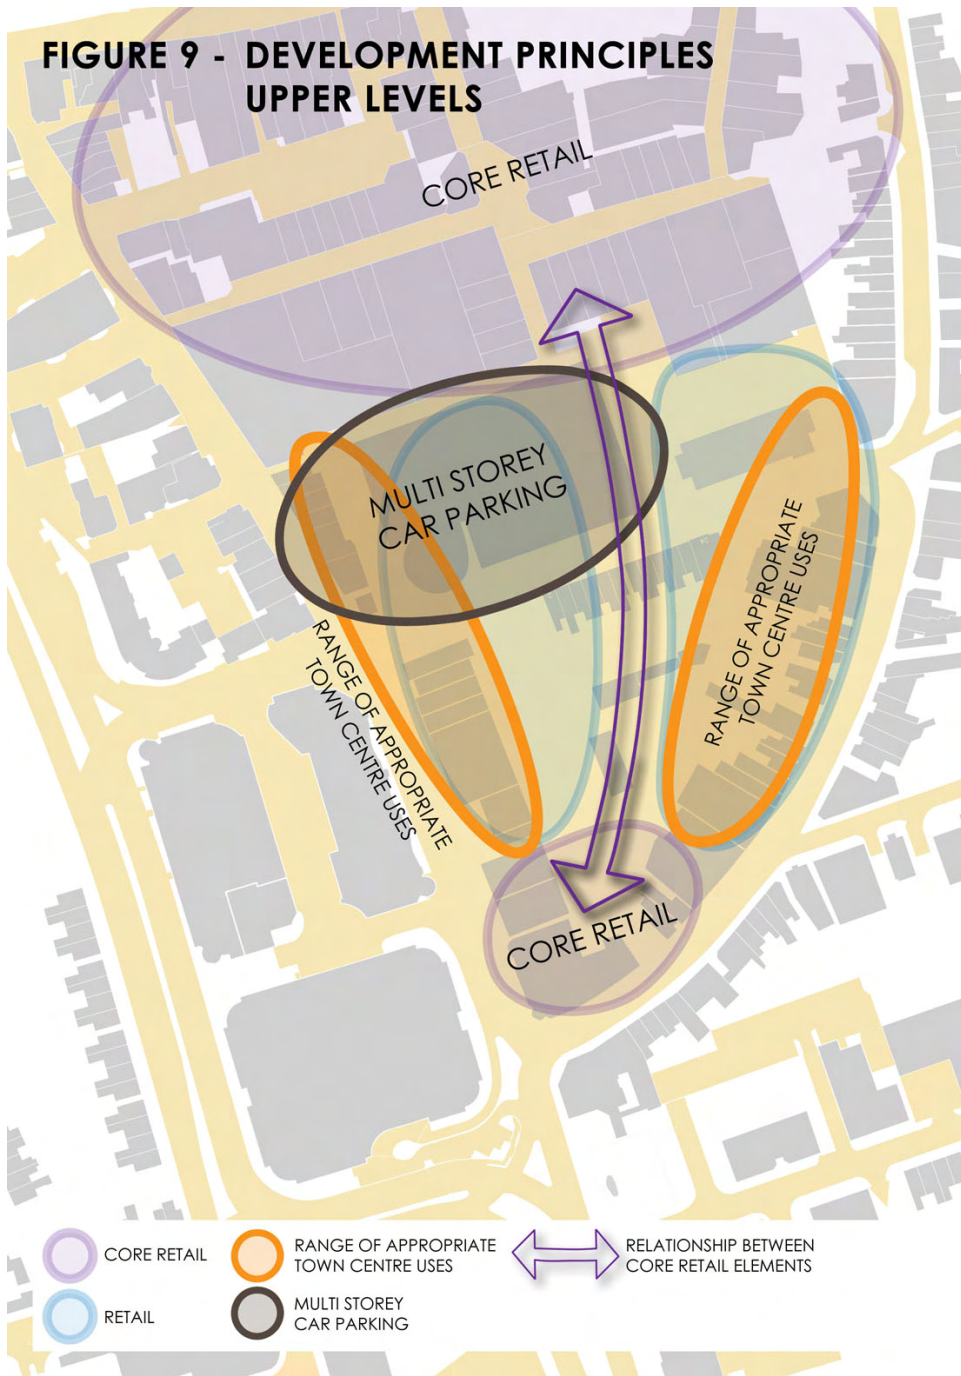 FIGURE 9 - DEVELOPMENT PRINCIPLES
UPPER LEVELS
CORE RETAIL
MULTI STOREY
CAR PARKING
RANGE OF APPROPRIATE
TOWN CENTRE USES
RANGE OF APPROPRIATE
TOWN CENTRE USES
CORE RETAIL
CORE RETAIL
RANGE OF APPROPRIATE
TOWN CENTRE USES
RELATIONSHIP BETWEEN
CORE RETAIL ELEMENTS
RETAIL
MULTI STOREY
CAR PARKING